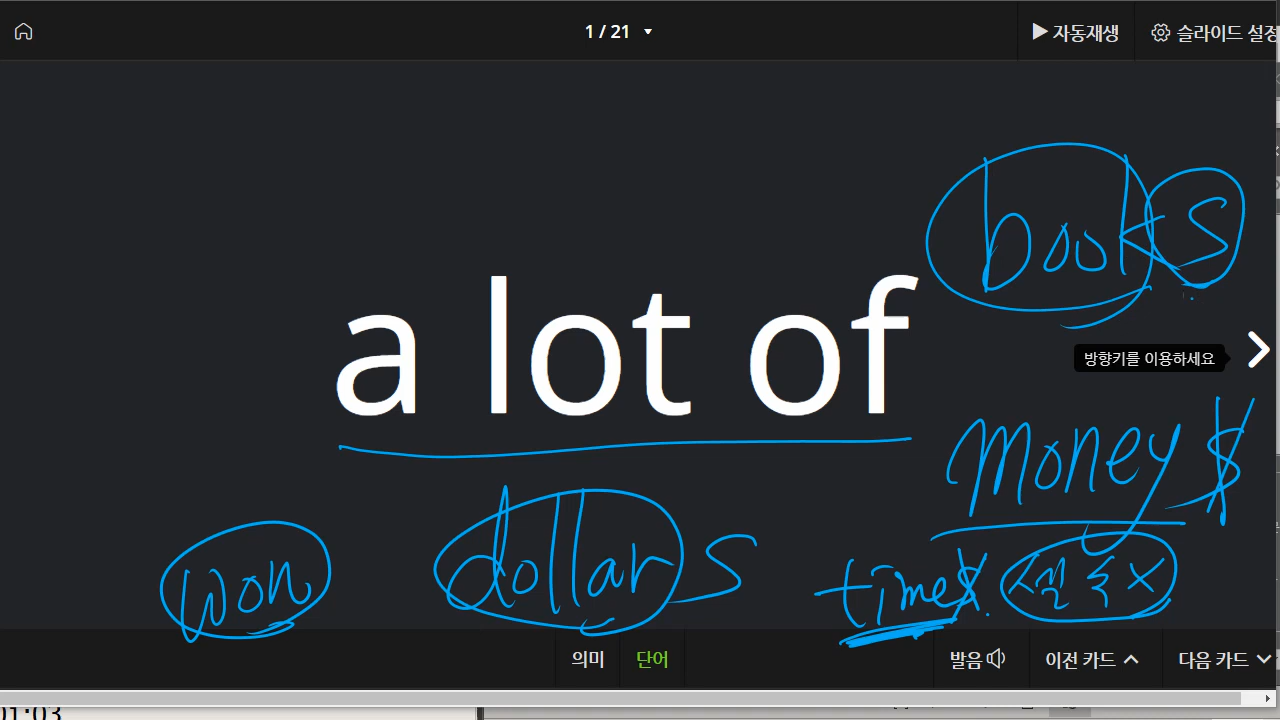 1 / 21
자동재생
슬라이드 설정
books
a lot of
방향키를 이용하세요
money$
won
dollars
times. 셀 수 X
의미
단어
발음
이전 카드
다음 카드
01:03